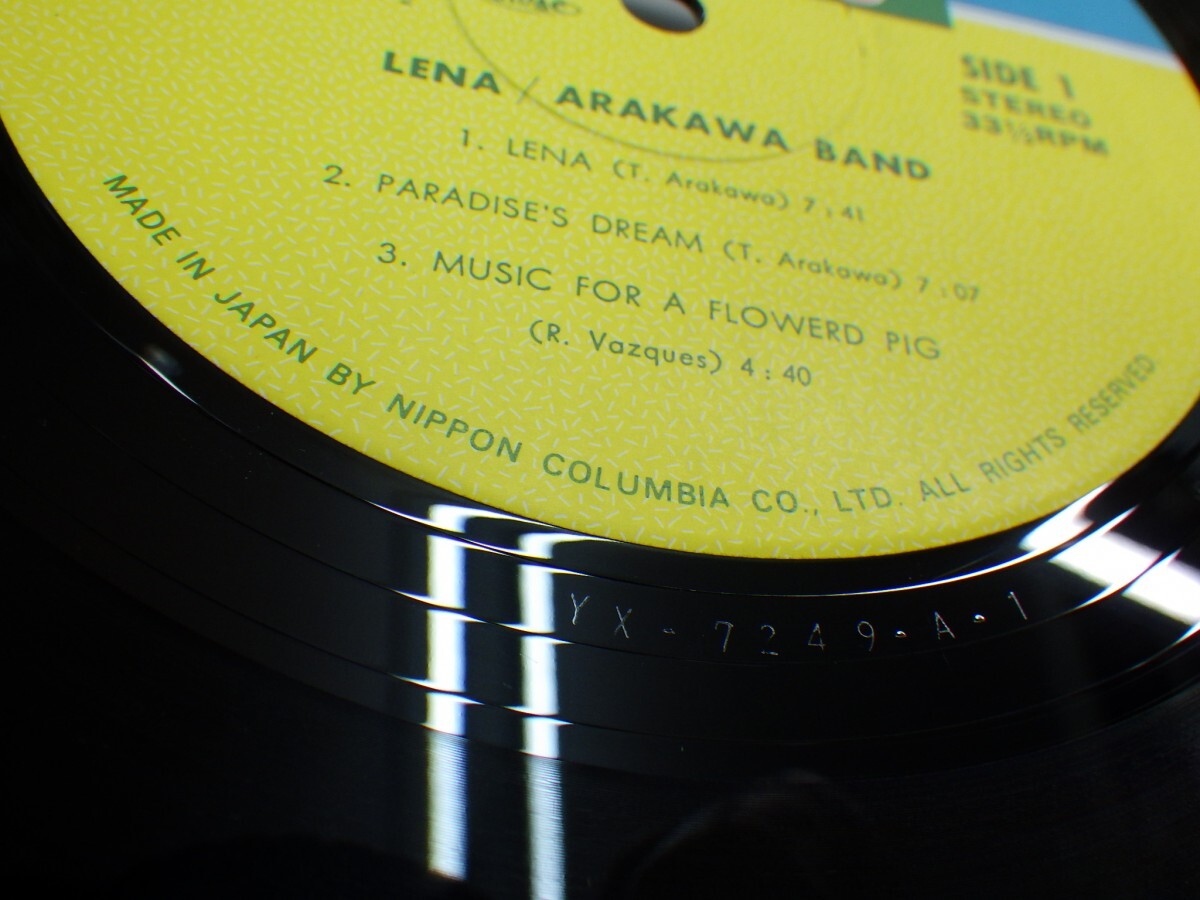 LENA / ARAKAWA BAND
SIDE 1
STEREO
33⅓RPM
1. LENA (T. Arakawa) 7:41
2. PARADISE'S DREAM (T. Arakawa) 7:07
3. MUSIC FOR A FLOWERD PIG
(R. Vazques) 4:40
MADE IN JAPAN BY NIPPON COLUMBIA CO., LTD. ALL RIGHTS RESERVED
YX-7249-A-1